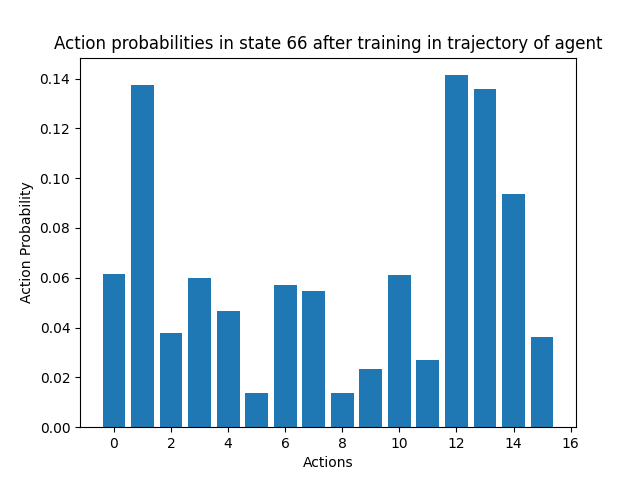 Action probabilities in state 66 after training in trajectory of agent
0.14
0.12
0.10
0.08
0.06
0.04
0.02
0.00
Action Probability
0 2 4 6 8 10 12 14 16
Actions